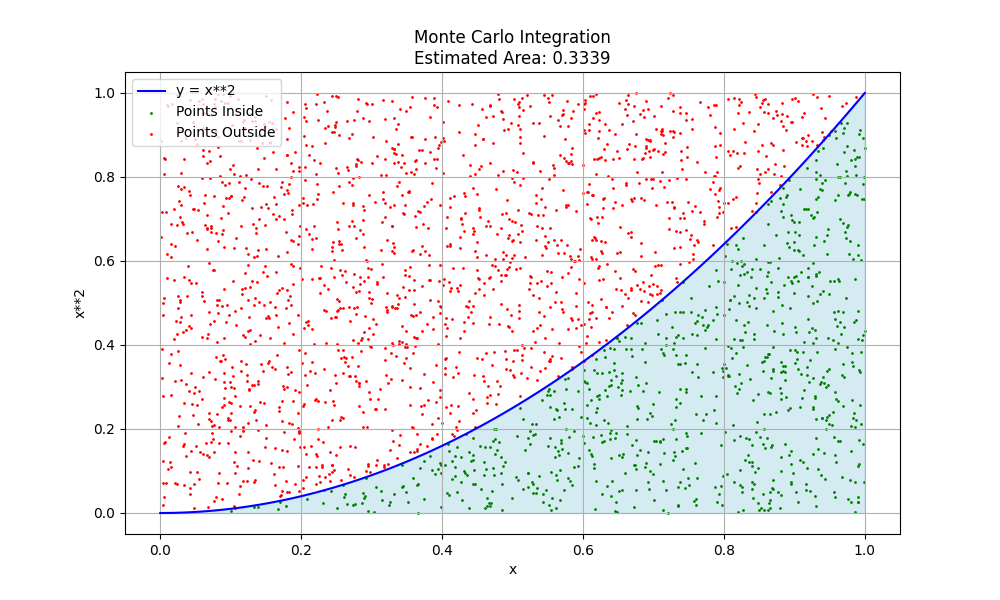 Monte Carlo Integration
Estimated Area: 0.3339
y = x**2
Points Inside
Points Outside
1.0
0.8
0.6
0.4
0.2
0.0
x**2
0.0 0.2 0.4 0.6 0.8 1.0
x